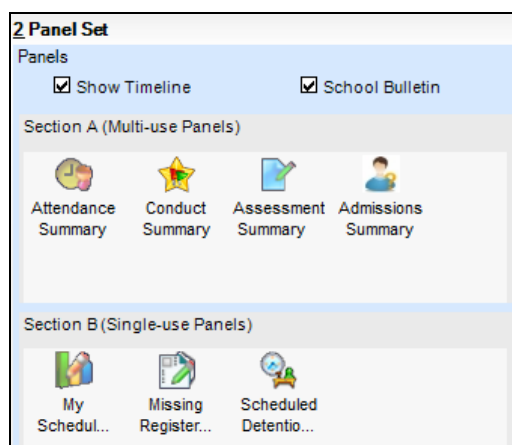 2 Panel Set
Panels
Show Timeline School Bulletin
Section A (Multi-use Panels)
Attendance Summary Conduct Summary Assessment Summary Admissions Summary
Section B (Single-use Panels)
My Schedul... Missing Register... Scheduled Detentio...